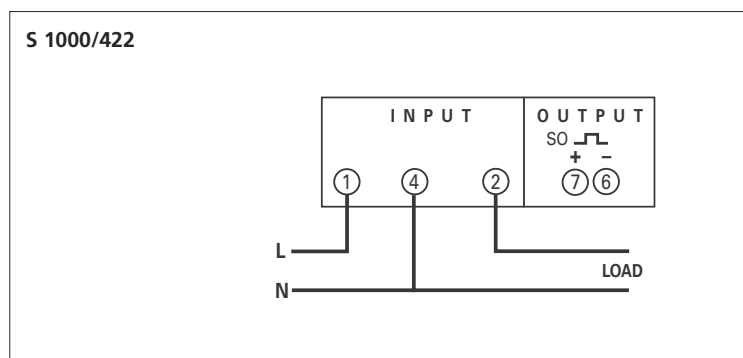 S 1000/422
INPUT
OUTPUT
SO
+ −
1 4 2 7 6
L
LOAD
N